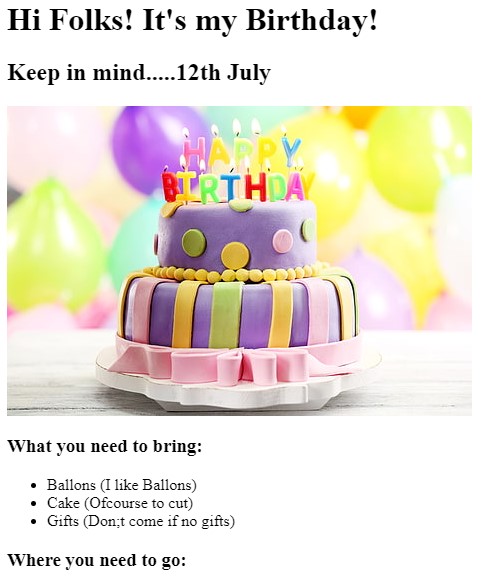 Hi Folks! It's my Birthday!
Keep in mind.....12th July
HAPPY
BIRTHDAY
What you need to bring:
Ballons (I like Ballons)
Cake (Ofcourse to cut)
Gifts (Don;t come if no gifts)
Where you need to go: